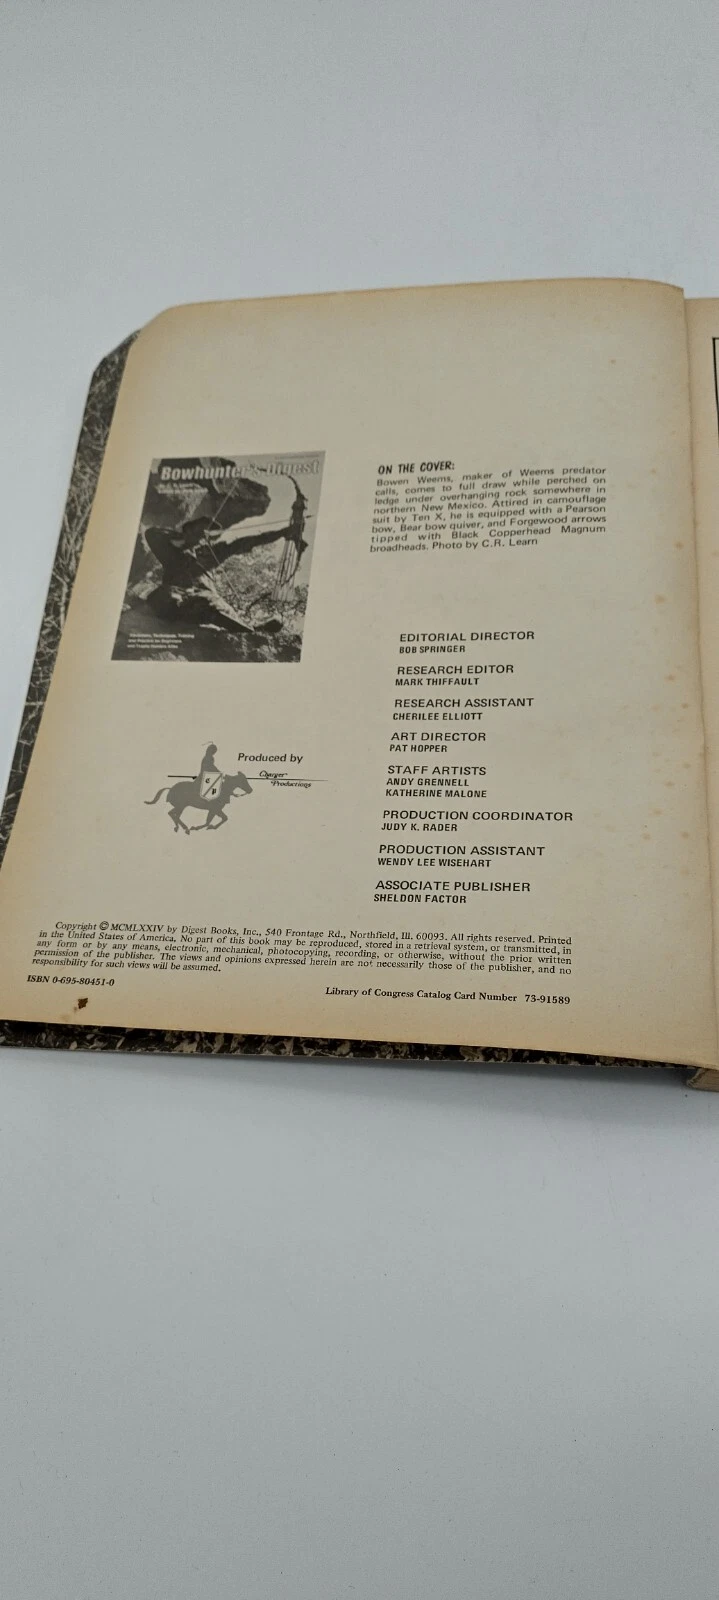 Bowhunter's Digest
ON THE COVER:
Bowen Weems, maker of Weems predator
calls, comes to full draw while perched on
ledge under overhanging rock somewhere in
northern New Mexico. Attired in camouflage
suit by Ten X, he is equipped with a Pearson
bow, Bear bow quiver, and Forgewood arrows
tipped with Black Copperhead Magnum
broadheads. Photo by C.R. Learn
EDITORIAL DIRECTOR
BOB SPRINGER
RESEARCH EDITOR
MARK THIFFAULT
RESEARCH ASSISTANT
CHERILEE ELLIOTT
ART DIRECTOR
PAT HOPPER
STAFF ARTISTS
ANDY GRENNELL
KATHERINE MALONE
PRODUCTION COORDINATOR
JUDY K. RADER
PRODUCTION ASSISTANT
WENDY LEE WISEHART
ASSOCIATE PUBLISHER
SHELDON FACTOR
Produced by
Charger
Productions
c
p
Copyright © MCMLXXIV by Digest Books, Inc., 540 Frontage Rd., Northfield, Ill. 60093. All rights reserved. Printed
in the United States of America. No part of this book may be reproduced, stored in a retrieval system, or transmitted, in
any form or by any means, electronic, mechanical, photocopying, recording, or otherwise, without the prior written
permission of the publisher. The views and opinions expressed herein are not necessarily those of the publisher, and no
responsibility for such views will be assumed.
ISBN 0-695-80451-0
Library of Congress Catalog Card Number 73-91589